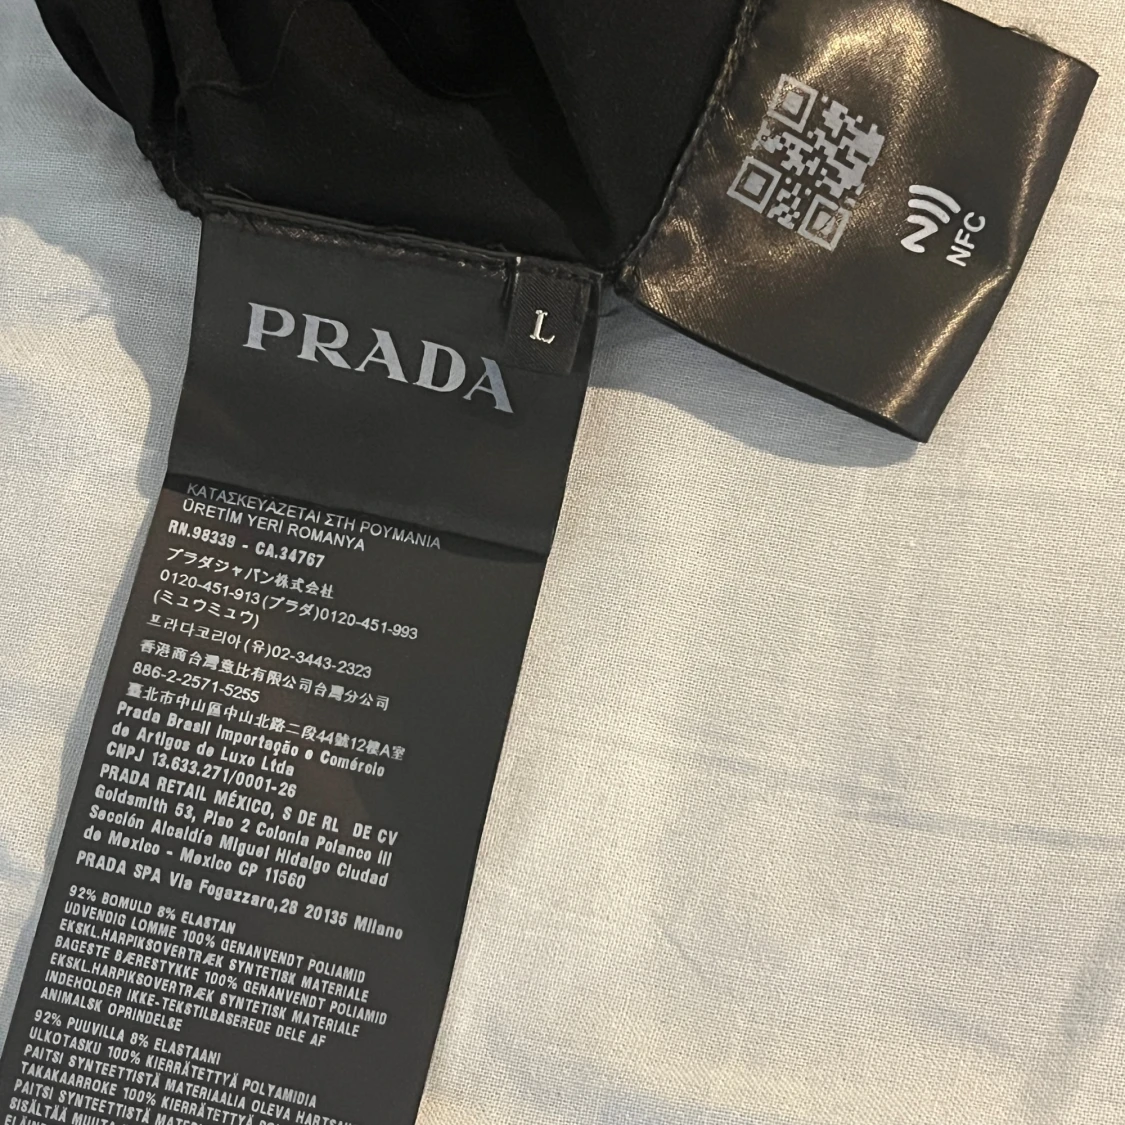 PRADA
L
NFC
ΚΑΤΑΣΚΕΥΑΖΕΤΑΙ ΣΤΗ ΡΟΥΜΑΝΙΑ
ÜRETİM YERİ ROMANYA
RN.98339 - CA.34767
プラダジャパン株式会社
0120-451-913(プラダ)0120-451-993
(ミュウミュウ)
프라다코리아(유)02-3443-2323
香港商台灣意比有限公司台灣分公司
886-2-2571-5255
臺北市中山區中山北路二段44號12樓A室
Prada Brasil Importação e Comércio
de Artigos de Luxo Ltda
CNPJ 13.633.271/0001-26
PRADA RETAIL MÉXICO, S DE RL DE CV
Goldsmith 53, Piso 2 Colonia Polanco III
Sección Alcaldía Miguel Hidalgo Ciudad
de Mexico - Mexico CP 11560
PRADA SPA Via Fogazzaro,28 20135 Milano
92% BOMULD 8% ELASTAN
UDVENDIG LOMME 100% GENANVENDT POLIAMID
EKSKL.HARPIKSOVERTRÆK SYNTETISK MATERIALE
BAGESTE BÆRESTYKKE 100% GENANVENDT POLIAMID
EKSKL.HARPIKSOVERTRÆK SYNTETISK MATERIALE
INDEHOLDER IKKE-TEKSTILBASEREDE DELE AF
ANIMALSK OPRINDELSE
92% PUUVILLA 8% ELASTAANI
ULKOTASKU 100% KIERRÄTETTYÄ POLYAMIDIA
PAITSI SYNTEETTISTÄ MATERIAALIA OLEVA
TAKAKAARROKE 100% KIERRÄTETTYÄ
PAITSI SYNTEETTISTÄ
SISÄLTÄÄ MUUTA